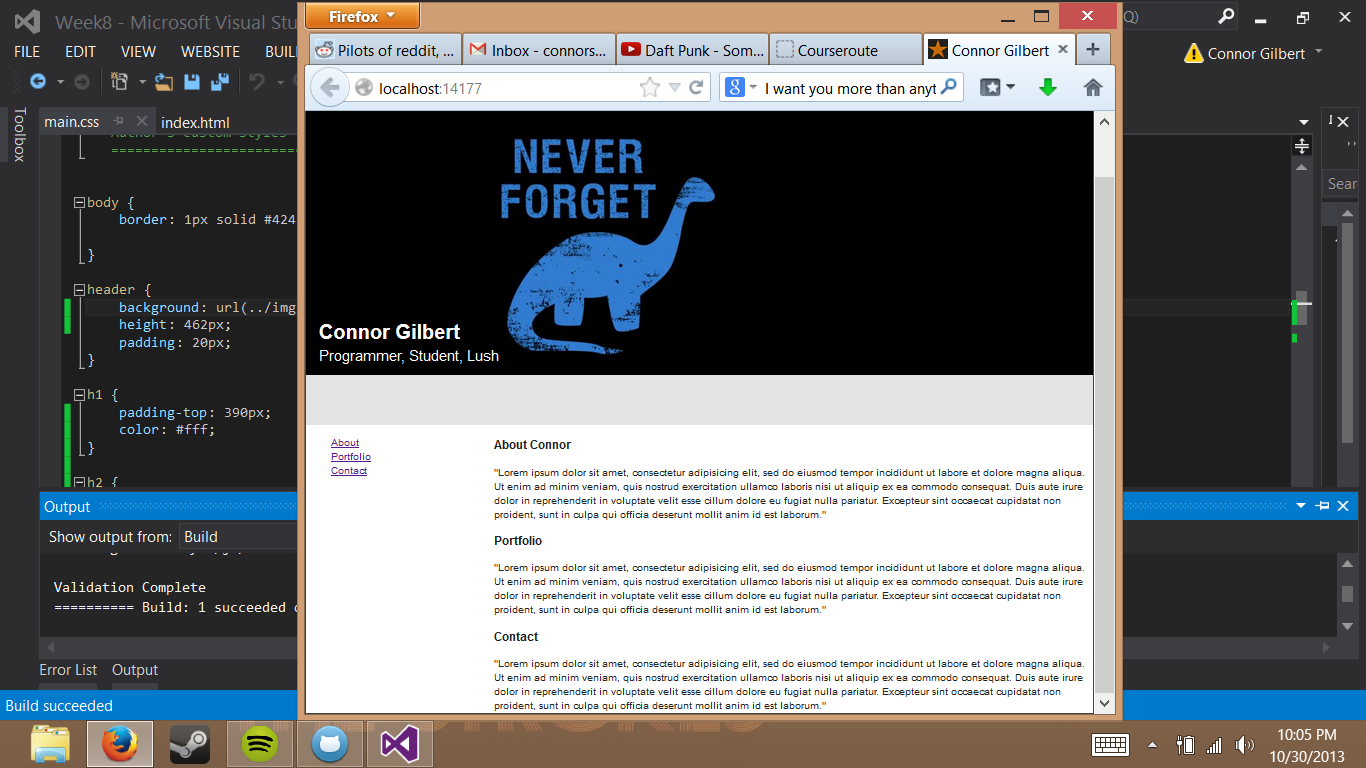 Week8 - Microsoft Visual Stu
Firefox
Q)
FILE EDIT VIEW WEBSITE BUIL
Connor Gilbert
Pilots of reddit, ...
Inbox - connors...
Daft Punk - Som...
Courseroute
Connor Gilbert
localhost:14177
I want you more than anyt
Toolbox
main.css
index.html
Author's custom styles
==========================
body {
border: 1px solid #424
}
header {
background: url(../img
height: 462px;
padding: 20px;
}
h1 {
padding-top: 390px;
color: #fff;
}
h2 {
Sear
NEVER
FORGET
Connor Gilbert
Programmer, Student, Lush
About
Portfolio
Contact
About Connor
"Lorem ipsum dolor sit amet, consectetur adipisicing elit, sed do eiusmod tempor incididunt ut labore et dolore magna aliqua.
Ut enim ad minim veniam, quis nostrud exercitation ullamco laboris nisi ut aliquip ex ea commodo consequat. Duis aute irure
dolor in reprehenderit in voluptate velit esse cillum dolore eu fugiat nulla pariatur. Excepteur sint occaecat cupidatat non
proident, sunt in culpa qui officia deserunt mollit anim id est laborum."
Portfolio
"Lorem ipsum dolor sit amet, consectetur adipisicing elit, sed do eiusmod tempor incididunt ut labore et dolore magna aliqua.
Ut enim ad minim veniam, quis nostrud exercitation ullamco laboris nisi ut aliquip ex ea commodo consequat. Duis aute irure
dolor in reprehenderit in voluptate velit esse cillum dolore eu fugiat nulla pariatur. Excepteur sint occaecat cupidatat non
proident, sunt in culpa qui officia deserunt mollit anim id est laborum."
Contact
"Lorem ipsum dolor sit amet, consectetur adipisicing elit, sed do eiusmod tempor incididunt ut labore et dolore magna aliqua.
Ut enim ad minim veniam, quis nostrud exercitation ullamco laboris nisi ut aliquip ex ea commodo consequat. Duis aute irure
dolor in reprehenderit in voluptate velit esse cillum dolore eu fugiat nulla pariatur. Excepteur sint occaecat cupidatat non
proident, sunt in culpa qui officia deserunt mollit anim id est laborum."
Output
Show output from: Build
Validation Complete
========== Build: 1 succeeded o
Error List Output
Build succeeded
10:05 PM
10/30/2013